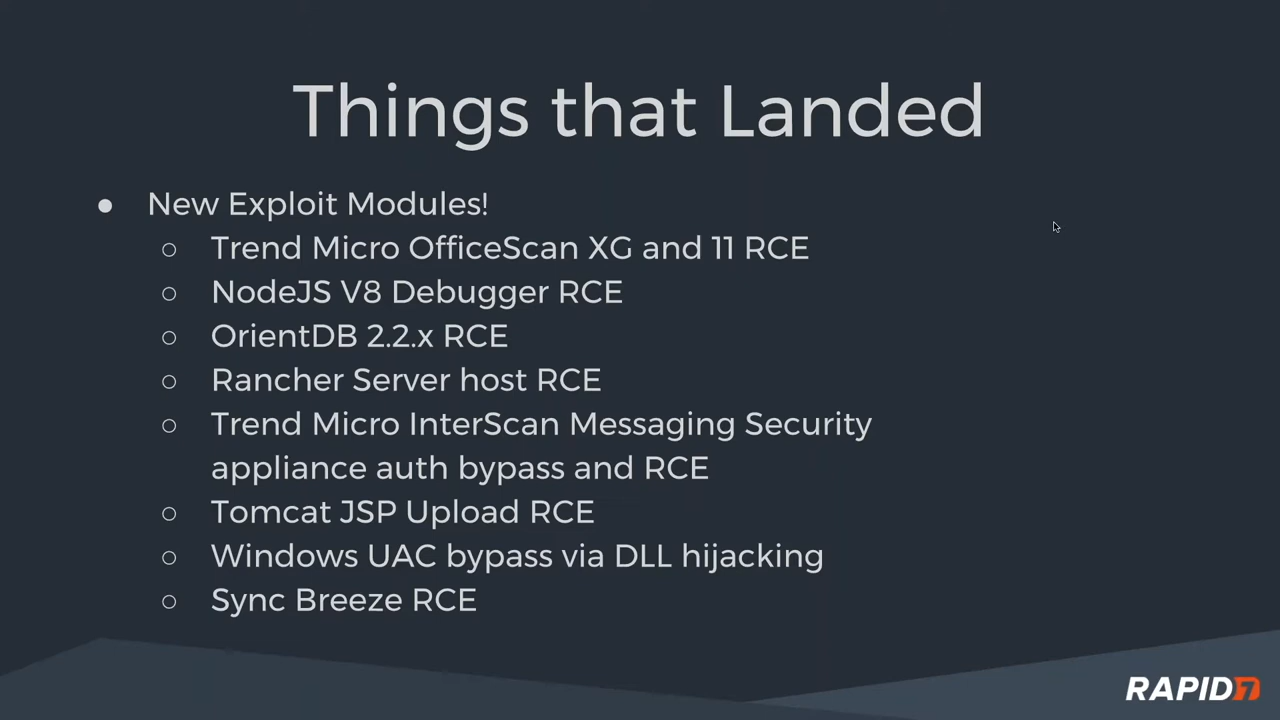 Things that Landed
● New Exploit Modules!
○ Trend Micro OfficeScan XG and 11 RCE
○ NodeJS V8 Debugger RCE
○ OrientDB 2.2.x RCE
○ Rancher Server host RCE
○ Trend Micro InterScan Messaging Security
appliance auth bypass and RCE
○ Tomcat JSP Upload RCE
○ Windows UAC bypass via DLL hijacking
○ Sync Breeze RCE
RAPID7